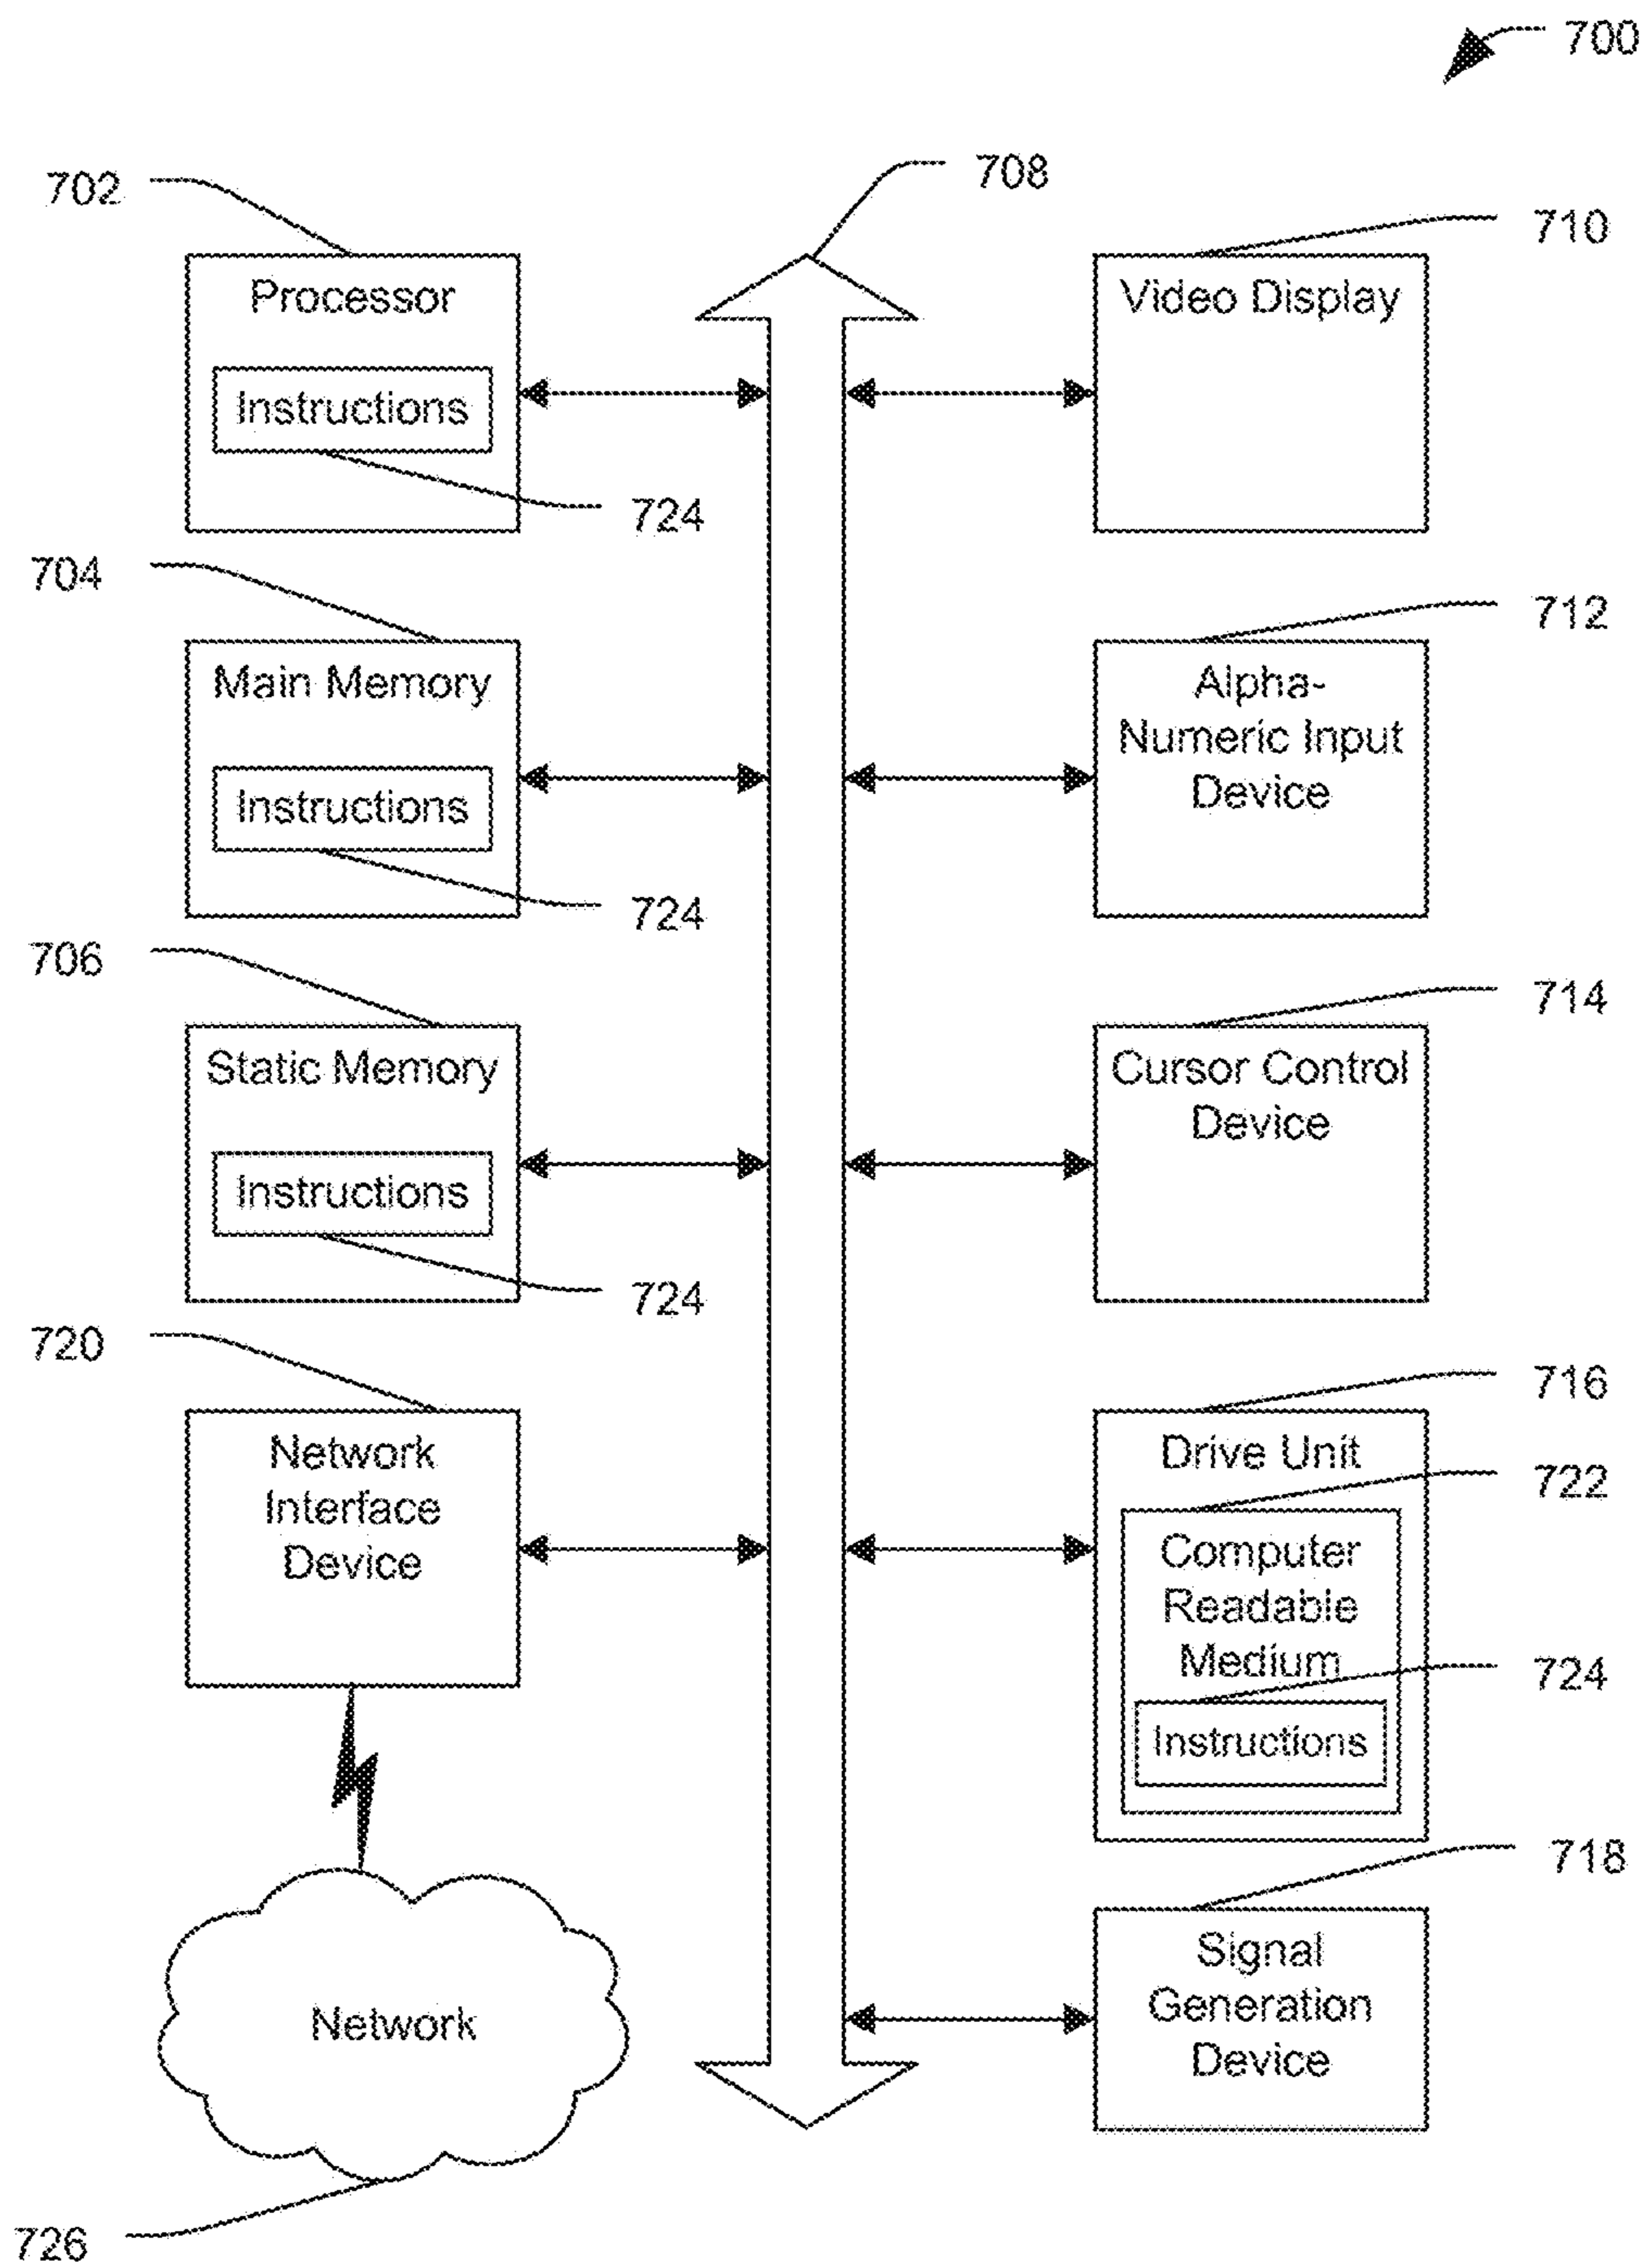 700
708
702
710
Processor
Instructions
724
Video Display
704
712
Main Memory
Instructions
724
Alpha-
Numeric Input
Device
706
714
Static Memory
Instructions
724
Cursor Control
Device
720
716
Network
Interface
Device
Drive Unit
722
Computer
Readable
Medium
724
Instructions
718
Signal
Generation
Device
Network
726